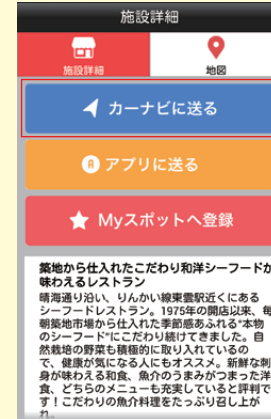 施設詳細
施設詳細
地図
カーナビに送る
A アプリに送る
Myスポットへ登録
築地から仕入れたこだわり和洋シーフードが
味わえるレストラン
晴海通り沿い、りんかい線東雲駅近くにある
シーフードレストラン。1975年の開店以来、毎
朝築地市場から仕入れた季節感あふれる"本物
のシーフード"にこだわり続けてきました。自
然栽培の野菜も積極的に取り入れているの
で、健康が気になる人にもオススメ。新鮮な刺
身が味わえる和食、魚介のうまみがつまった洋
食、どちらのメニューも充実していると評判で
す！こだわりの魚介料理をたっぷり召し上が
れ